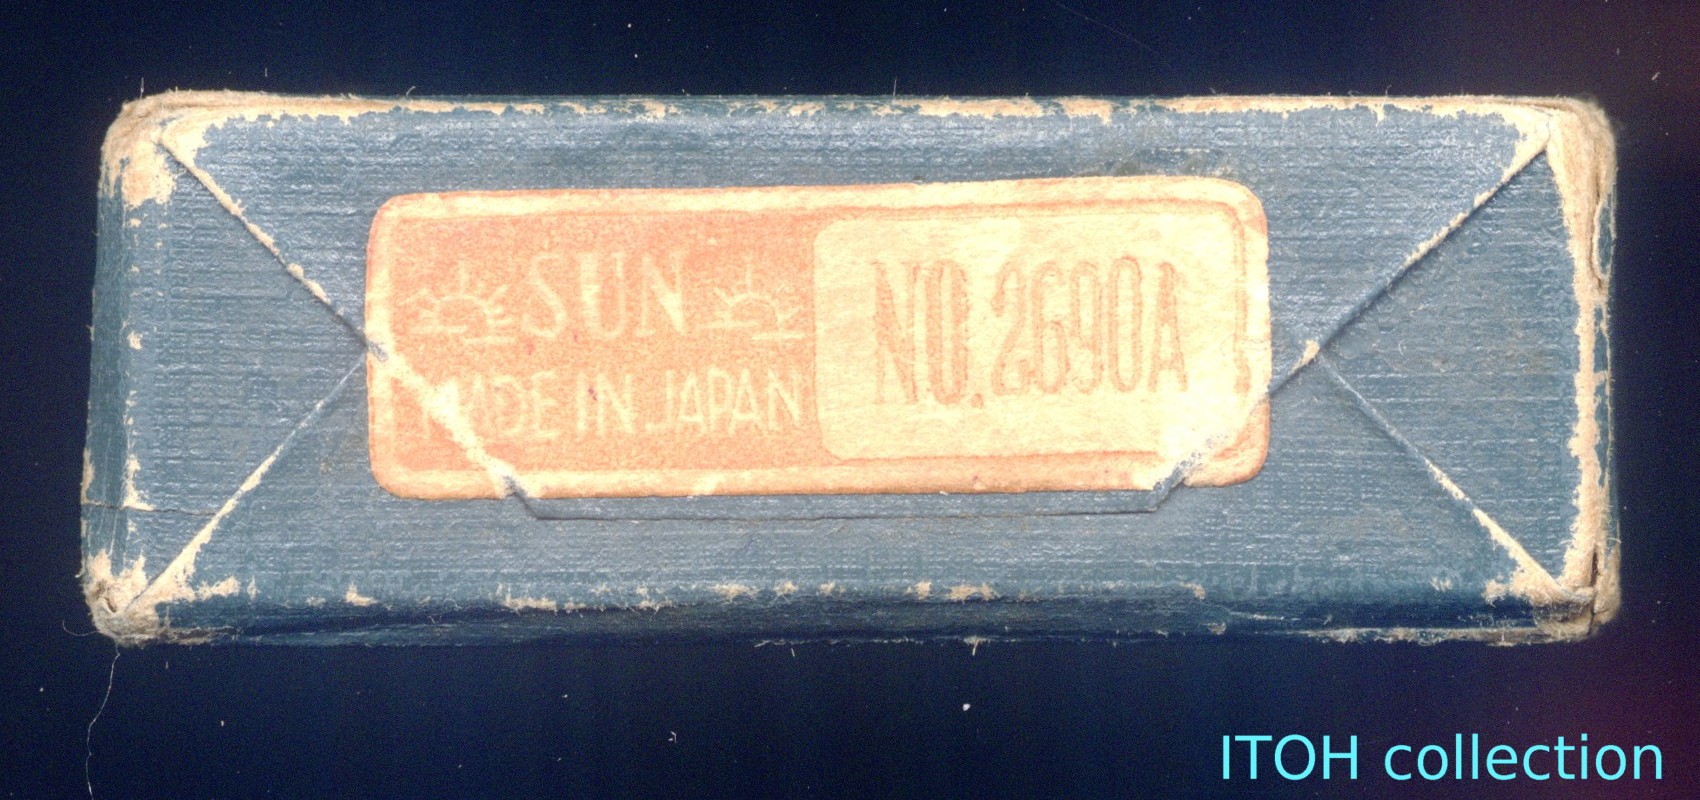 SUN
MADE IN JAPAN
NO.2690A
ITOH collection